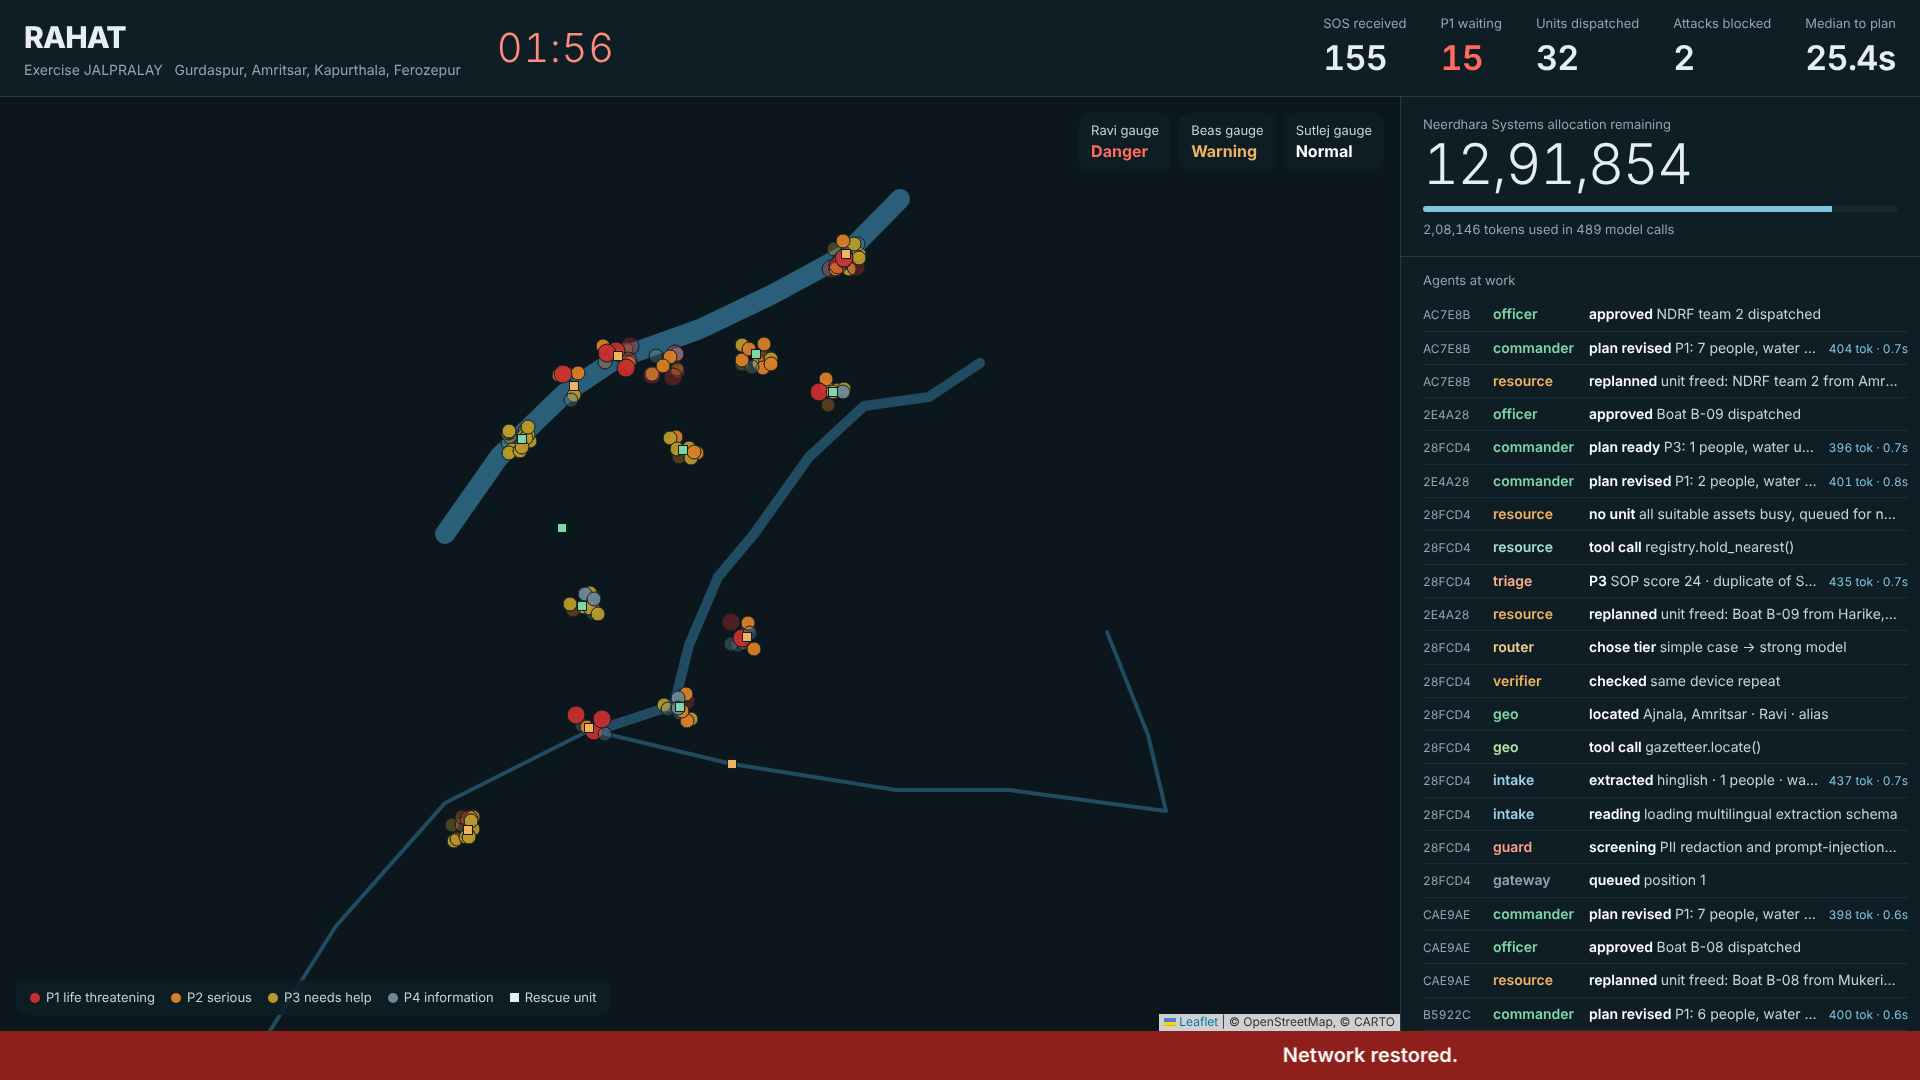 RAHAT
Exercise JALPRALAY Gurdaspur, Amritsar, Kapurthala, Ferozepur
01:56
SOS received
155
P1 waiting
15
Units dispatched
32
Attacks blocked
2
Median to plan
25.4s
Ravi gauge
Danger
Beas gauge
Warning
Sutlej gauge
Normal
Neerdhara Systems allocation remaining
12,91,854
2,08,146 tokens used in 489 model calls
Agents at work
AC7E8B officer approved NDRF team 2 dispatched
AC7E8B commander plan revised P1: 7 people, water ... 404 tok · 0.7s
AC7E8B resource replanned unit freed: NDRF team 2 from Amr...
2E4A28 officer approved Boat B-09 dispatched
28FCD4 commander plan ready P3: 1 people, water u... 396 tok · 0.7s
2E4A28 commander plan revised P1: 2 people, water ... 401 tok · 0.8s
28FCD4 resource no unit all suitable assets busy, queued for n...
28FCD4 resource tool call registry.hold_nearest()
28FCD4 triage P3 SOP score 24 · duplicate of S... 435 tok · 0.7s
2E4A28 resource replanned unit freed: Boat B-09 from Harike,...
28FCD4 router chose tier simple case → strong model
28FCD4 verifier checked same device repeat
28FCD4 geo located Ajnala, Amritsar · Ravi · alias
28FCD4 geo tool call gazetteer.locate()
28FCD4 intake extracted hinglish · 1 people · wa... 437 tok · 0.7s
28FCD4 intake reading loading multilingual extraction schema
28FCD4 guard screening PII redaction and prompt-injection...
28FCD4 gateway queued position 1
CAE9AE commander plan revised P1: 7 people, water ... 398 tok · 0.6s
CAE9AE officer approved Boat B-08 dispatched
CAE9AE resource replanned unit freed: Boat B-08 from Mukeri...
B5922C commander plan revised P1: 6 people, water ... 400 tok · 0.6s
P1 life threatening P2 serious P3 needs help P4 information Rescue unit
Leaflet | © OpenStreetMap, © CARTO
Network restored.